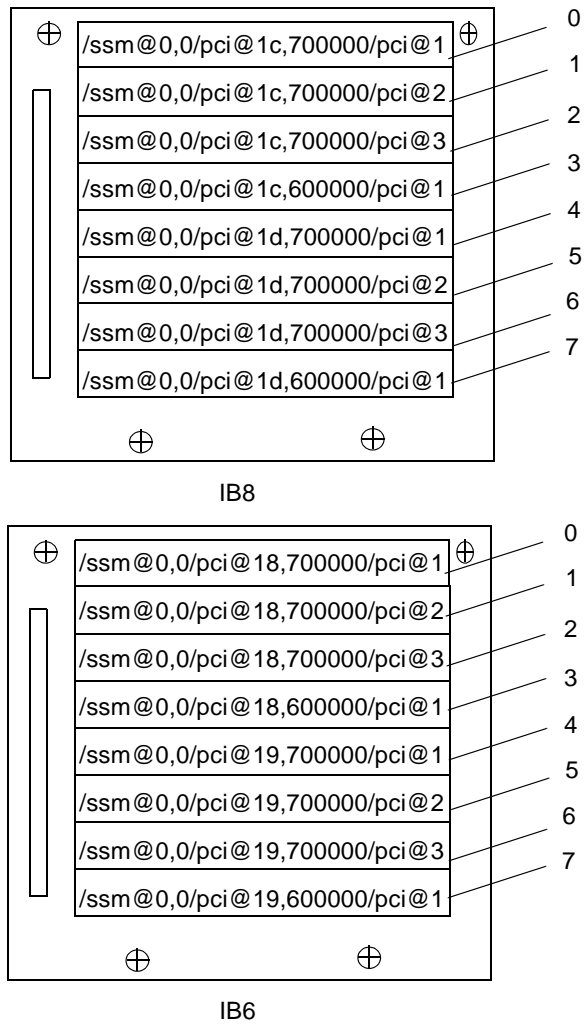 /ssm@0,0/pci@1c,700000/pci@1 0
/ssm@0,0/pci@1c,700000/pci@2 1
/ssm@0,0/pci@1c,700000/pci@3 2
/ssm@0,0/pci@1c,600000/pci@1 3
/ssm@0,0/pci@1d,700000/pci@1 4
/ssm@0,0/pci@1d,700000/pci@2 5
/ssm@0,0/pci@1d,700000/pci@3 6
/ssm@0,0/pci@1d,600000/pci@1 7
IB8
/ssm@0,0/pci@18,700000/pci@1 0
/ssm@0,0/pci@18,700000/pci@2 1
/ssm@0,0/pci@18,700000/pci@3 2
/ssm@0,0/pci@18,600000/pci@1 3
/ssm@0,0/pci@19,700000/pci@1 4
/ssm@0,0/pci@19,700000/pci@2 5
/ssm@0,0/pci@19,700000/pci@3 6
/ssm@0,0/pci@19,600000/pci@1 7
IB6